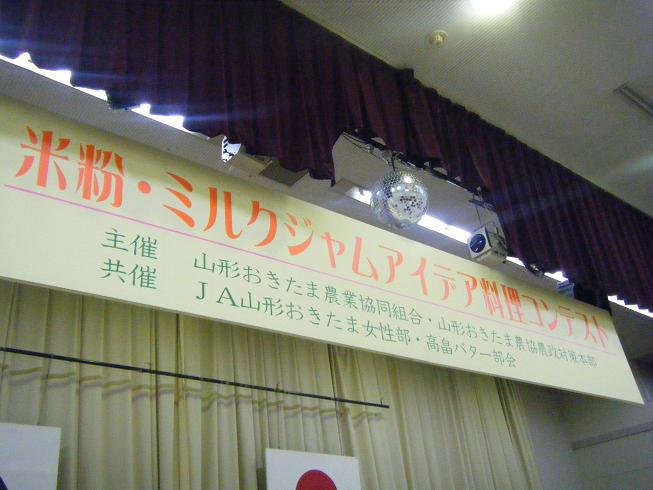 米粉・ミルクジャムアイデア料理コンテスト
主催 山形おきたま農業協同組合・山形おきたま農協農政対策本部
共催 JA山形おきたま女性部・高畠バター部会